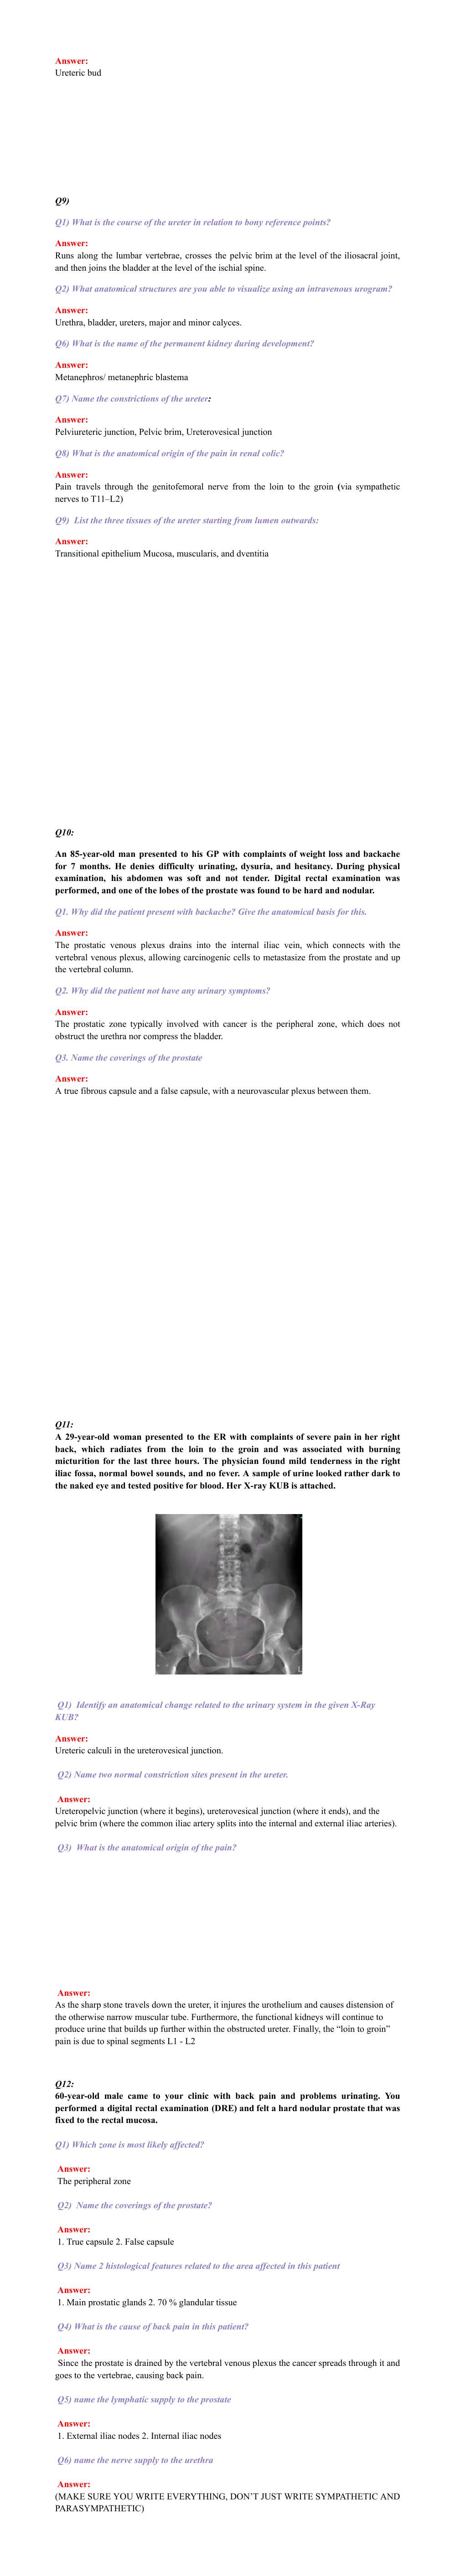 Answer:
Ureteric bud
Q9)
Q1) What is the course of the ureter in relation to bony reference points?
Answer:
Runs along the lumbar vertebrae, crosses the pelvic brim at the level of the iliosacral joint,
and then joins the bladder at the level of the ischial spine.
Q2) What anatomical structures are you able to visualize using an intravenous urogram?
Answer:
Urethra, bladder, ureters, major and minor calyces.
Q6) What is the name of the permanent kidney during development?
Answer:
Metanephros/ metanephric blastema
Q7) Name the constrictions of the ureter:
Answer:
Pelviureteric junction, Pelvic brim, Ureterovesical junction
Q8) What is the anatomical origin of the pain in renal colic?
Answer:
Pain travels through the genitofemoral nerve from the loin to the groin (via sympathetic
nerves to T11–L2)
Q9) List the three tissues of the ureter starting from lumen outwards:
Answer:
Transitional epithelium Mucosa, muscularis, and dventitia
Q10:
An 85-year-old man presented to his GP with complaints of weight loss and backache
for 7 months. He denies difficulty urinating, dysuria, and hesitancy. During physical
examination, his abdomen was soft and not tender. Digital rectal examination was
performed, and one of the lobes of the prostate was found to be hard and nodular.
Q1. Why did the patient present with backache? Give the anatomical basis for this.
Answer:
The prostatic venous plexus drains into the internal iliac vein, which connects with the
vertebral venous plexus, allowing carcinogenic cells to metastasize from the prostate and up
the vertebral column.
Q2. Why did the patient not have any urinary symptoms?
Answer:
The prostatic zone typically involved with cancer is the peripheral zone, which does not
obstruct the urethra nor compress the bladder.
Q3. Name the coverings of the prostate
Answer:
A true fibrous capsule and a false capsule, with a neurovascular plexus between them.
Q11:
A 29-year-old woman presented to the ER with complaints of severe pain in her right
back, which radiates from the loin to the groin and was associated with burning
micturition for the last three hours. The physician found mild tenderness in the right
iliac fossa, normal bowel sounds, and no fever. A sample of urine looked rather dark to
the naked eye and tested positive for blood. Her X-ray KUB is attached.
Q1) Identify an anatomical change related to the urinary system in the given X-Ray
KUB?
Answer:
Ureteric calculi in the ureterovesical junction.
Q2) Name two normal constriction sites present in the ureter.
Answer:
Ureteropelvic junction (where it begins), ureterovesical junction (where it ends), and the
pelvic brim (where the common iliac artery splits into the internal and external iliac arteries).
Q3) What is the anatomical origin of the pain?
Answer:
As the sharp stone travels down the ureter, it injures the urothelium and causes distension of
the otherwise narrow muscular tube. Furthermore, the functional kidneys will continue to
produce urine that builds up further within the obstructed ureter. Finally, the “loin to groin”
pain is due to spinal segments L1 - L2
Q12:
60-year-old male came to your clinic with back pain and problems urinating. You
performed a digital rectal examination (DRE) and felt a hard nodular prostate that was
fixed to the rectal mucosa.
Q1) Which zone is most likely affected?
Answer:
The peripheral zone
Q2) Name the coverings of the prostate?
Answer:
1. True capsule 2. False capsule
Q3) Name 2 histological features related to the area affected in this patient
Answer:
1. Main prostatic glands 2. 70 % glandular tissue
Q4) What is the cause of back pain in this patient?
Answer:
Since the prostate is drained by the vertebral venous plexus the cancer spreads through it and
goes to the vertebrae, causing back pain.
Q5) name the lymphatic supply to the prostate
Answer:
1. External iliac nodes 2. Internal iliac nodes
Q6) name the nerve supply to the urethra
Answer:
(MAKE SURE YOU WRITE EVERYTHING, DON’T JUST WRITE SYMPATHETIC AND
PARASYMPATHETIC)